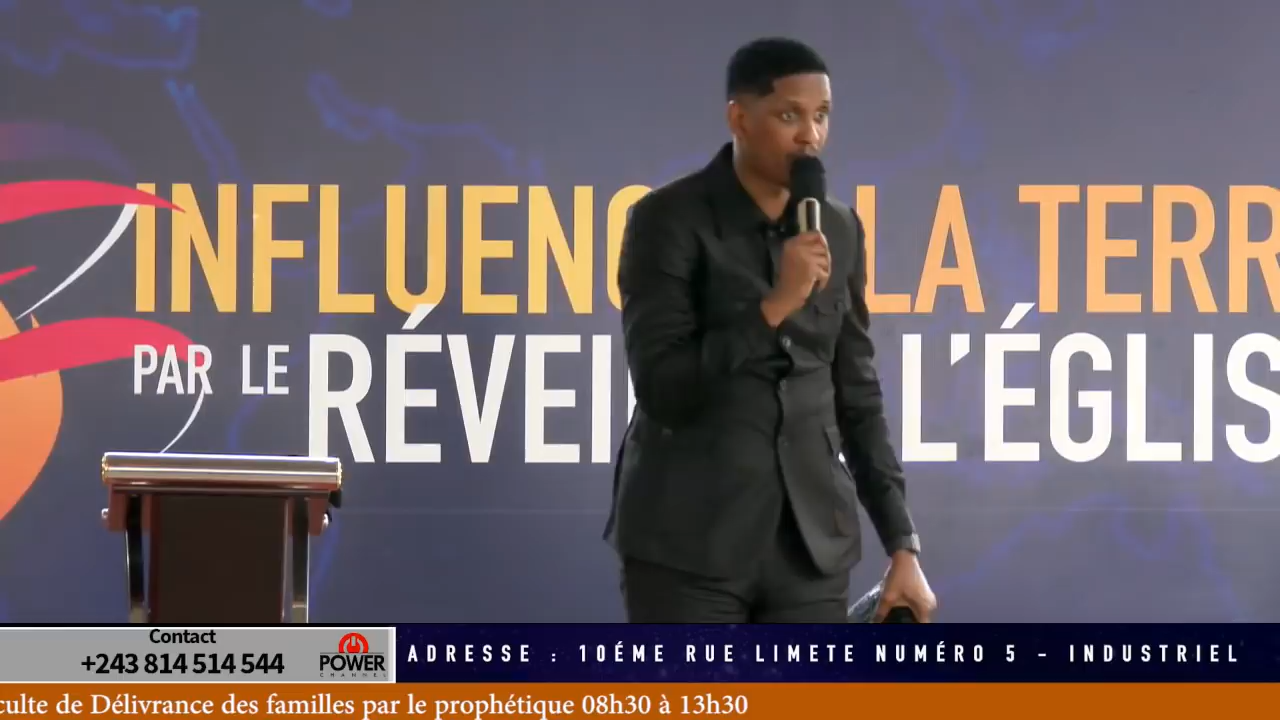 INFLUENC LA TERR
PAR LE RÉVEI L'ÉGLIS
Contact
+243 814 514 544
POWER
CHANNEL
ADRESSE : 10ÉME RUE LIMETE NUMÉRO 5 - INDUSTRIEL
culte de Délivrance des familles par le prophétique 08h30 à 13h30